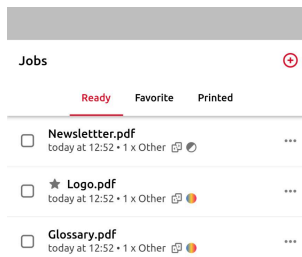 Jobs
Ready Favorite Printed
Newslettter.pdf
today at 12:52 • 1 x Other
Logo.pdf
today at 12:52 • 1 x Other
Glossary.pdf
today at 12:52 • 1 x Other